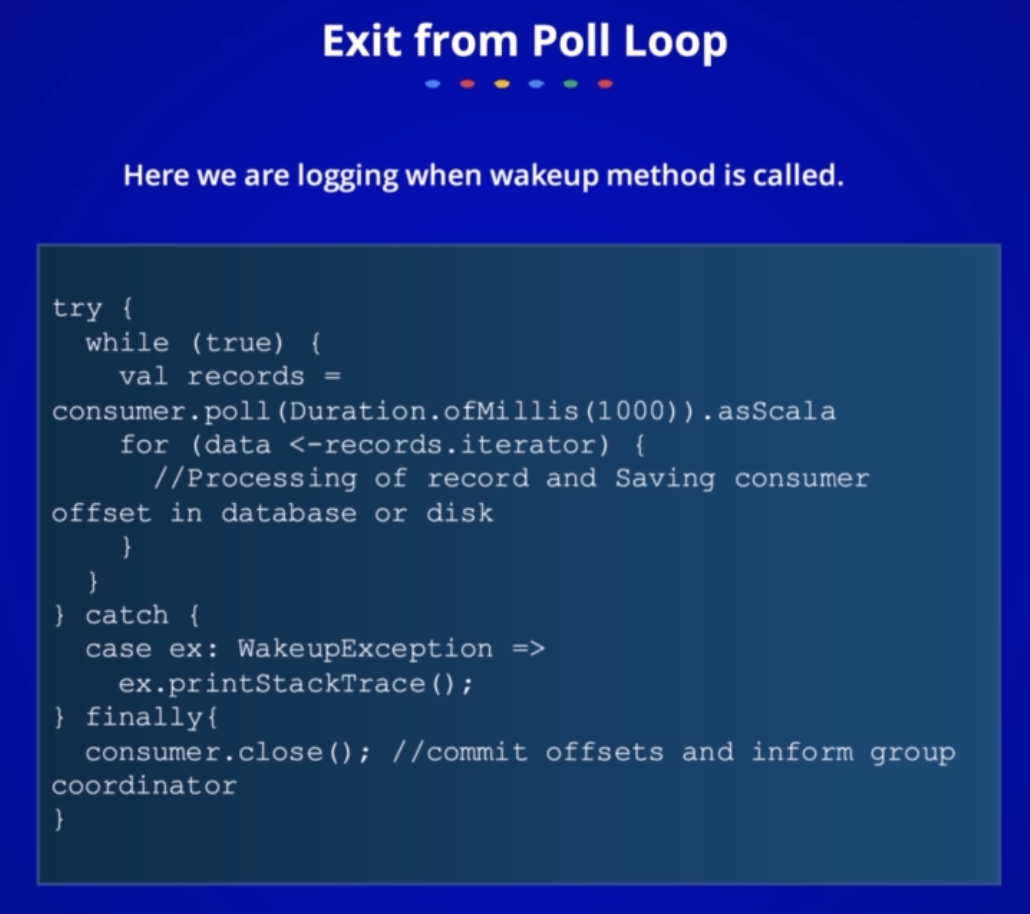 Exit from Poll Loop
Here we are logging when wakeup method is called.
try {
while (true) {
val records =
consumer.poll(Duration.ofMillis(1000)).asScala
for (data <-records.iterator) {
//Processing of record and Saving consumer
offset in database or disk
}
}
} catch {
case ex: WakeupException =>
ex.printStackTrace();
} finally{
consumer.close(); //commit offsets and inform group
coordinator
}